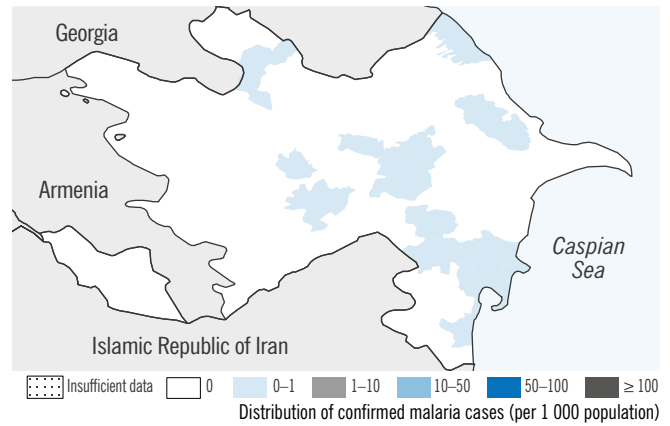 Georgia
Armenia
Caspian
Sea
Islamic Republic of Iran
Insufficient data 0 0–1 1–10 10–50 50–100 ≥ 100
Distribution of confirmed malaria cases (per 1 000 population)